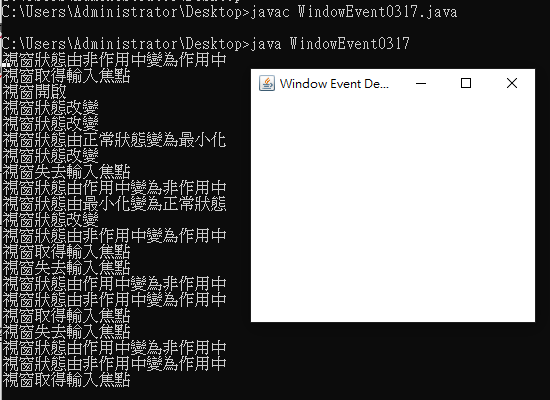 C:\Users\Administrator\Desktop>javac WindowEvent0317.java
C:\Users\Administrator\Desktop>java WindowEvent0317
視窗狀態由非作用中變為作用中
視窗取得輸入焦點
視窗開啟
視窗狀態改變
視窗狀態改變
視窗狀態由正常狀態變為最小化
視窗狀態改變
視窗失去輸入焦點
視窗狀態由作用中變為非作用中
視窗狀態由最小化變為正常狀態
視窗狀態改變
視窗狀態由非作用中變為作用中
視窗取得輸入焦點
視窗失去輸入焦點
視窗狀態由作用中變為非作用中
視窗狀態由非作用中變為作用中
視窗取得輸入焦點
視窗失去輸入焦點
視窗狀態由作用中變為非作用中
視窗狀態由非作用中變為作用中
視窗取得輸入焦點
Window Event De...